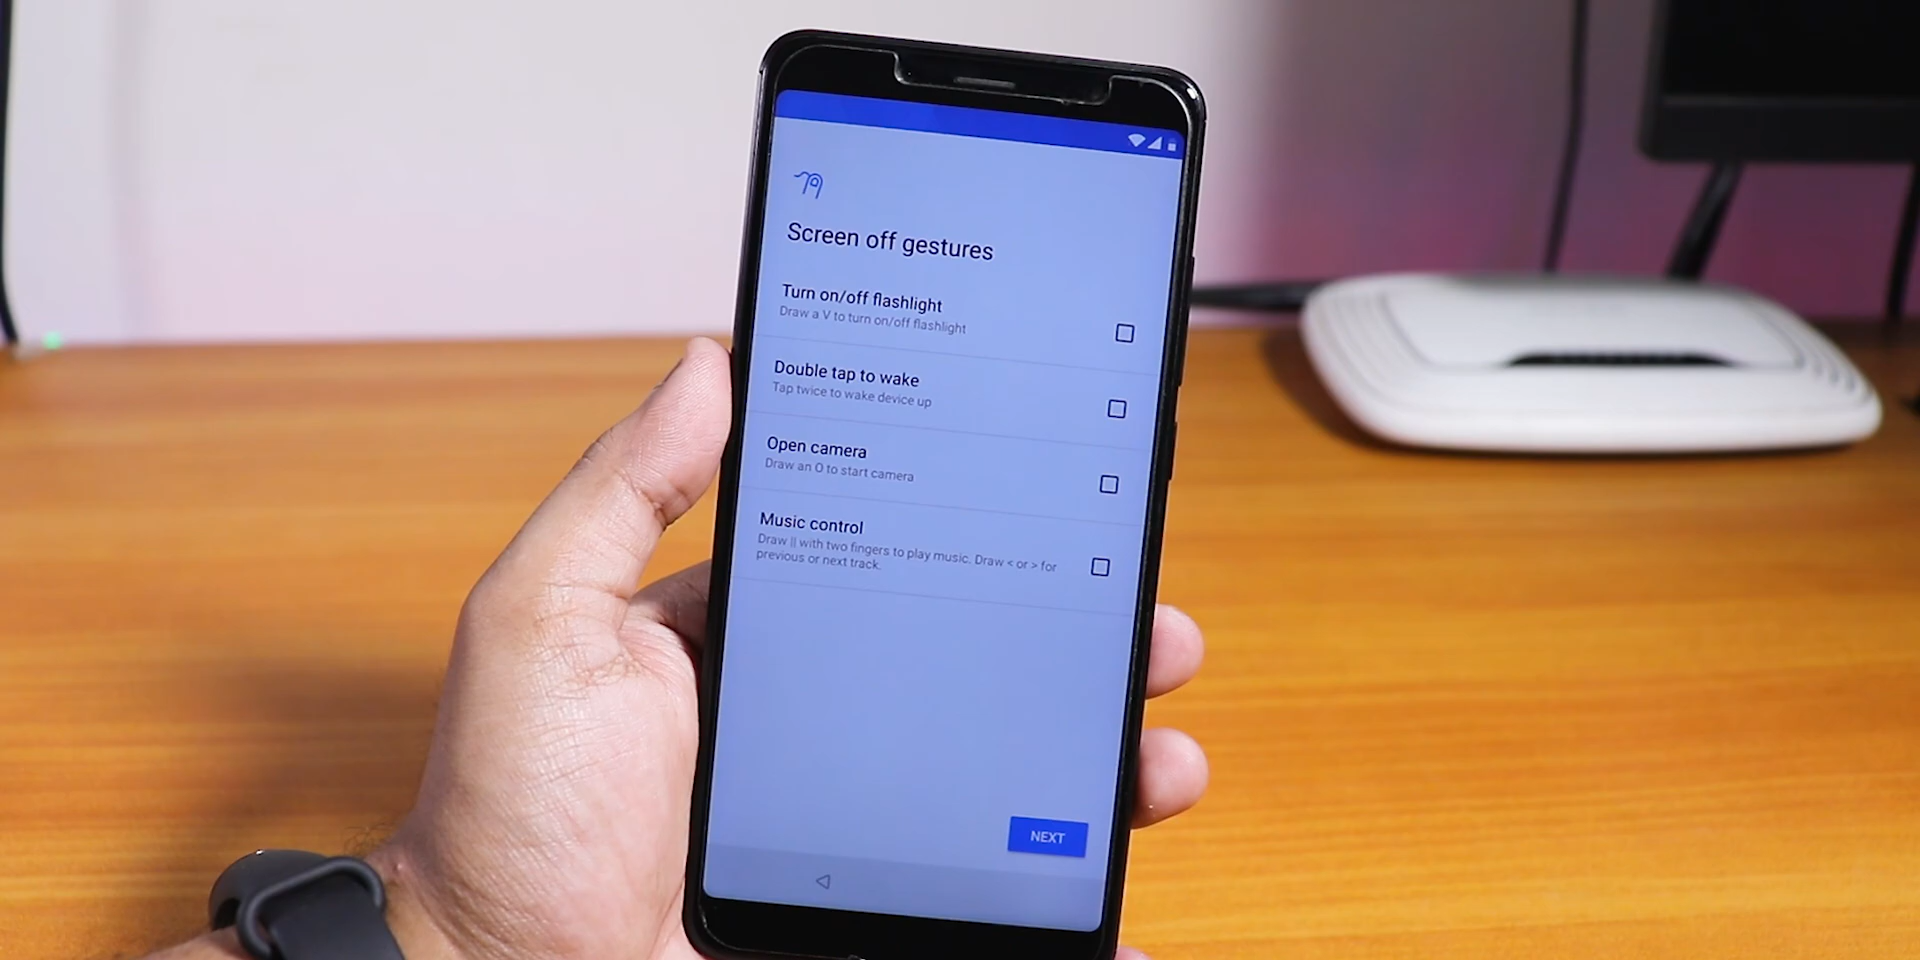 Screen off gestures
Turn on/off flashlight
Draw a V to turn on/off flashlight
Double tap to wake
Tap twice to wake device up
Open camera
Draw an O to start camera
Music control
Draw || with two fingers to play music. Draw < or > for
previous or next track.
NEXT